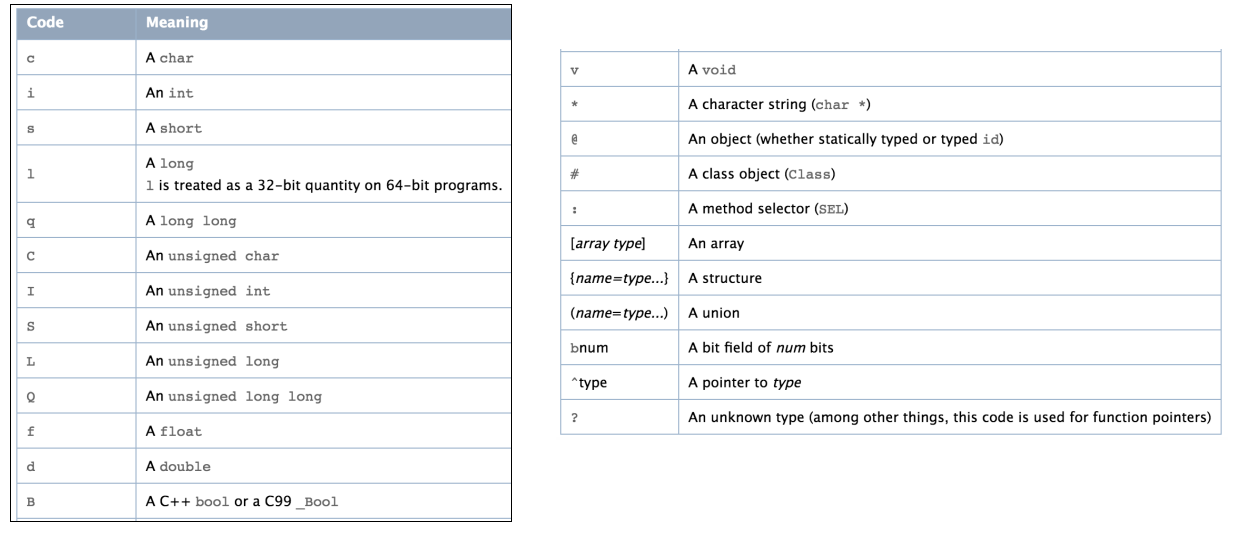 Code Meaning
c A char
i An int
s A short
l A long
l is treated as a 32-bit quantity on 64-bit programs.
q A long long
C An unsigned char
I An unsigned int
S An unsigned short
L An unsigned long
Q An unsigned long long
f A float
d A double
B A C++ bool or a C99 _Bool
v A void
* A character string (char *)
@ An object (whether statically typed or typed id)
# A class object (Class)
: A method selector (SEL)
[array type] An array
{name=type...} A structure
(name=type...) A union
bnum A bit field of num bits
^type A pointer to type
? An unknown type (among other things, this code is used for function pointers)